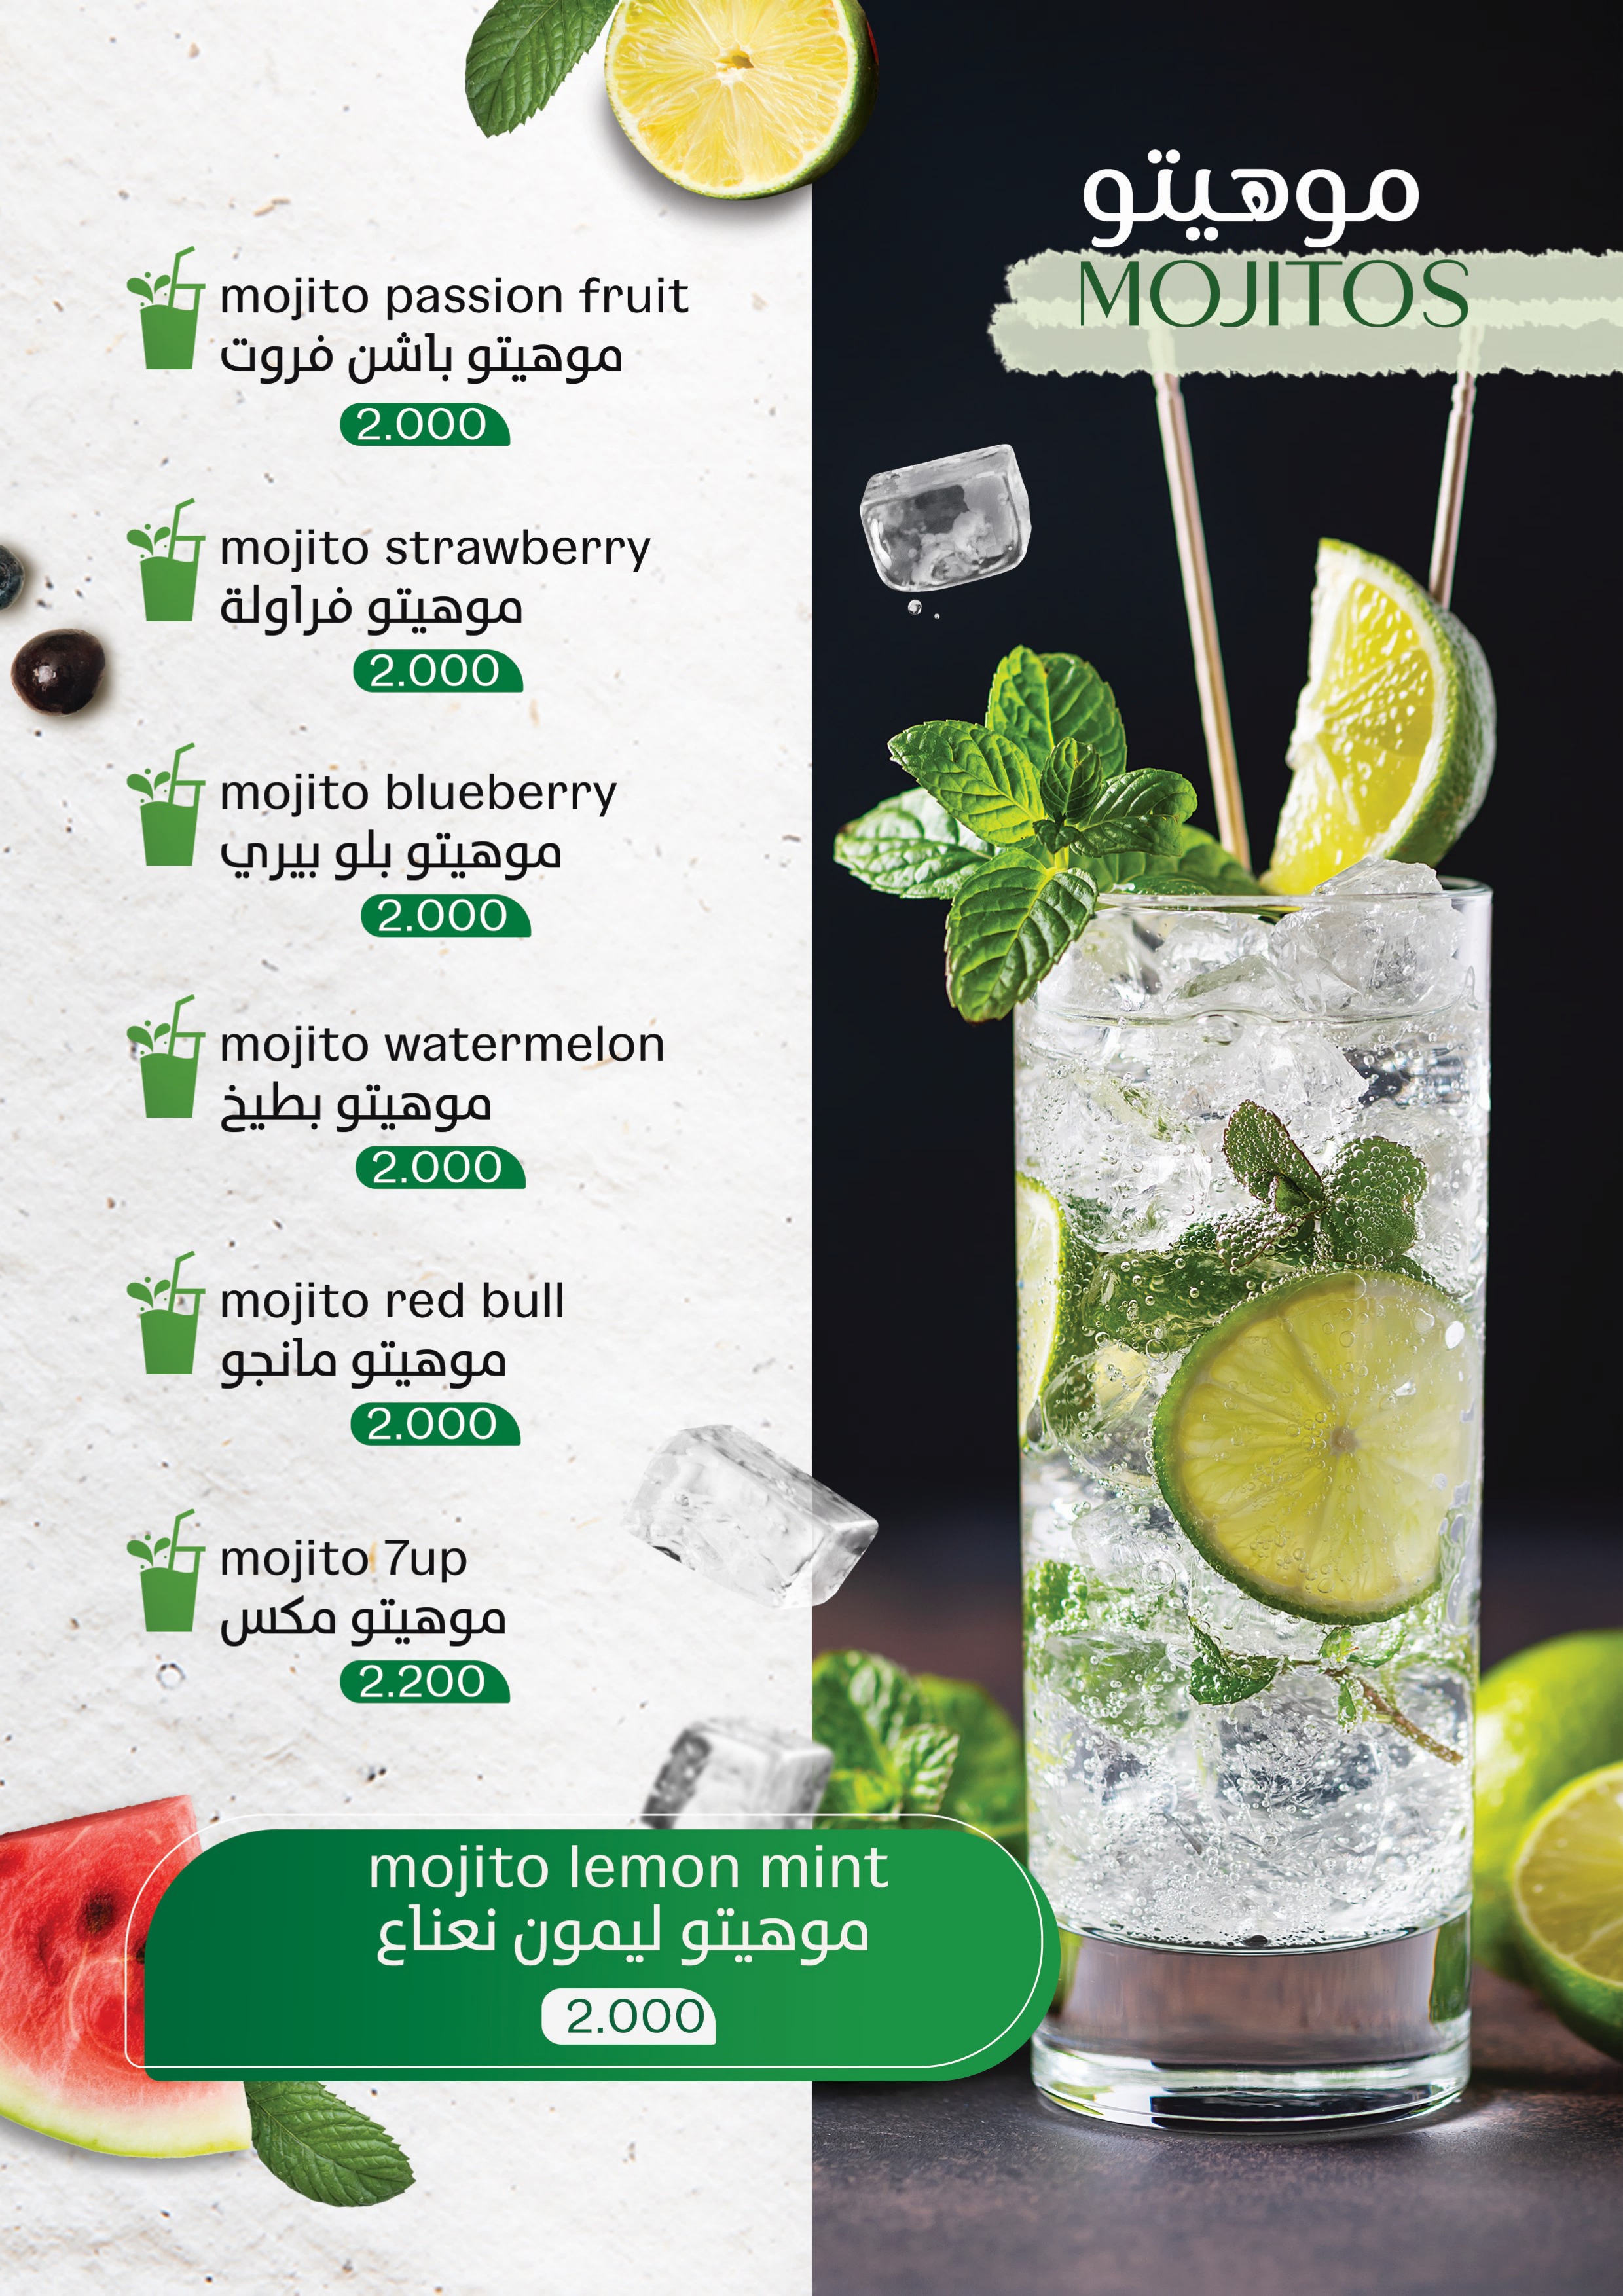 موهيتو
MOJITOS
mojito passion fruit
موهيتو باشن فروت
2.000
mojito strawberry
موهيتو فراولة
2.000
mojito blueberry
موهيتو بلو بيري
2.000
mojito watermelon
موهيتو بطيخ
2.000
mojito red bull
موهيتو مانجو
2.000
mojito 7up
موهيتو مكس
2.200
mojito lemon mint
موهيتو ليمون نعناع
2.000